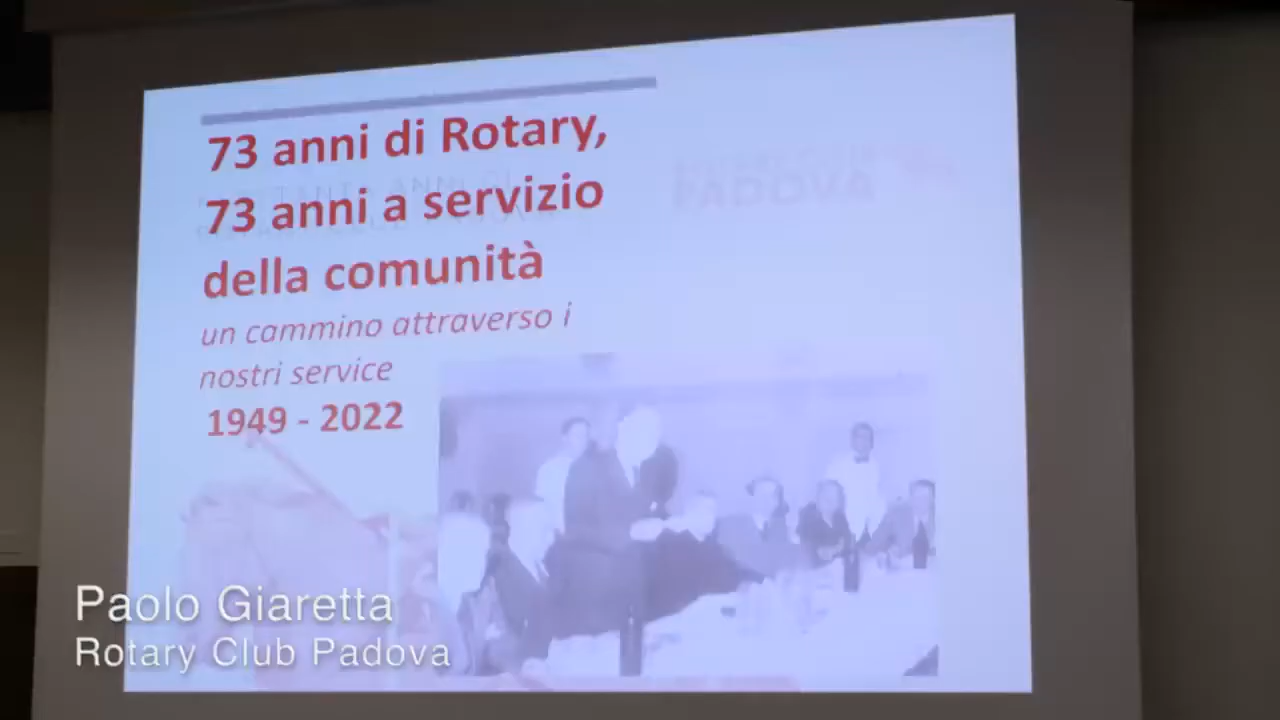 73 anni di Rotary,
73 anni a servizio
della comunità
un cammino attraverso i
nostri service
1949 - 2022
PADOVA
Paolo Giaretta
Rotary Club Padova